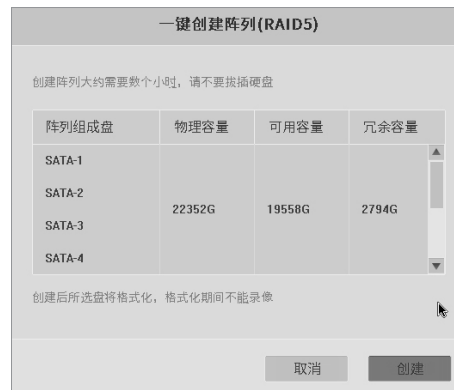 一键创建阵列(RAID5)
创建阵列大约需要数个小时，请不要拔插硬盘
阵列组成盘 物理容量 可用容量 冗余容量
SATA-1
SATA-2
22352G 19558G 2794G
SATA-3
SATA-4
创建后所选盘将格式化，格式化期间不能录像
取消 创建